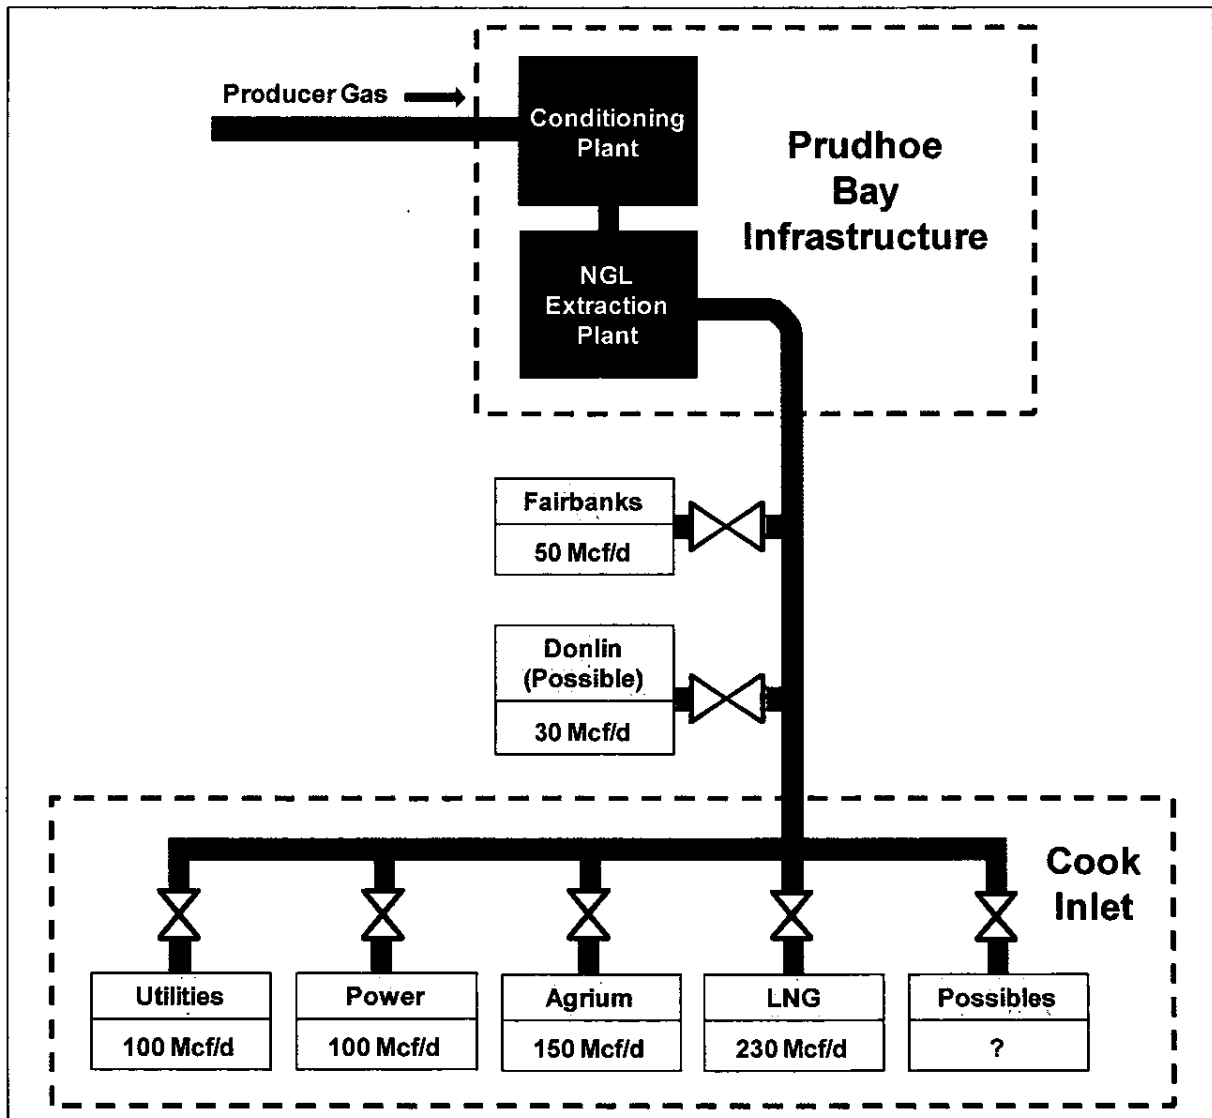 Producer Gas
Conditioning
Plant
Prudhoe
Bay
Infrastructure
NGL
Extraction
Plant
Fairbanks
50 Mcf/d
Donlin
(Possible)
30 Mcf/d
Cook
Inlet
Utilities
100 Mcf/d
Power
100 Mcf/d
Agrium
150 Mcf/d
LNG
230 Mcf/d
Possibles
?